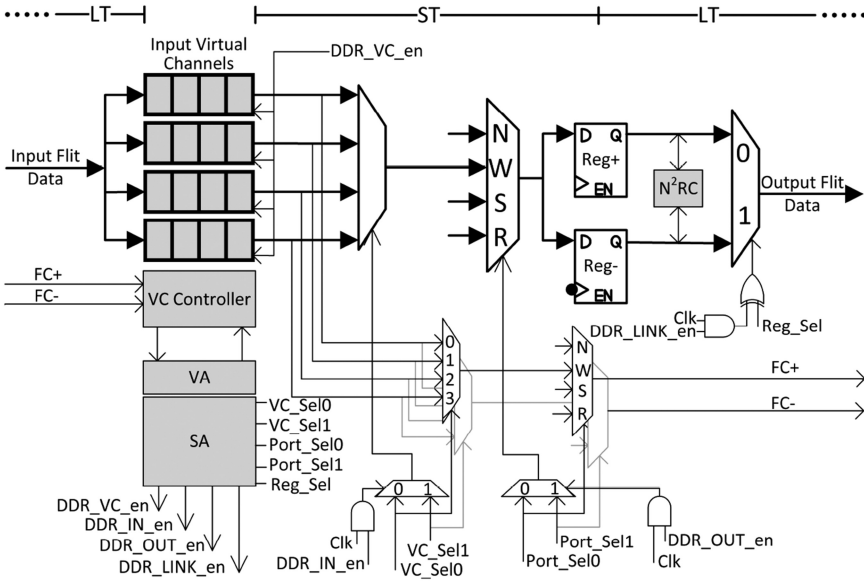 LT ST LT
Input Virtual
Channels
DDR_VC_en
Input Flit
Data
N
W
S
R
D Q
Reg+
EN
N²RC
D Q
Reg-
EN
0
1
Output Flit
Data
FC+
FC-
VC Controller
Clk
DDR_LINK_en
Reg_Sel
VA
SA
VC_Sel0
VC_Sel1
Port_Sel0
Port_Sel1
Reg_Sel
0
1
2
3
N
W
S
R
FC+
FC-
DDR_VC_en
DDR_IN_en
DDR_OUT_en
DDR_LINK_en
0 1
Clk
DDR_IN_en
VC_Sel1
VC_Sel0
0 1
Port_Sel1
Port_Sel0
DDR_OUT_en
Clk